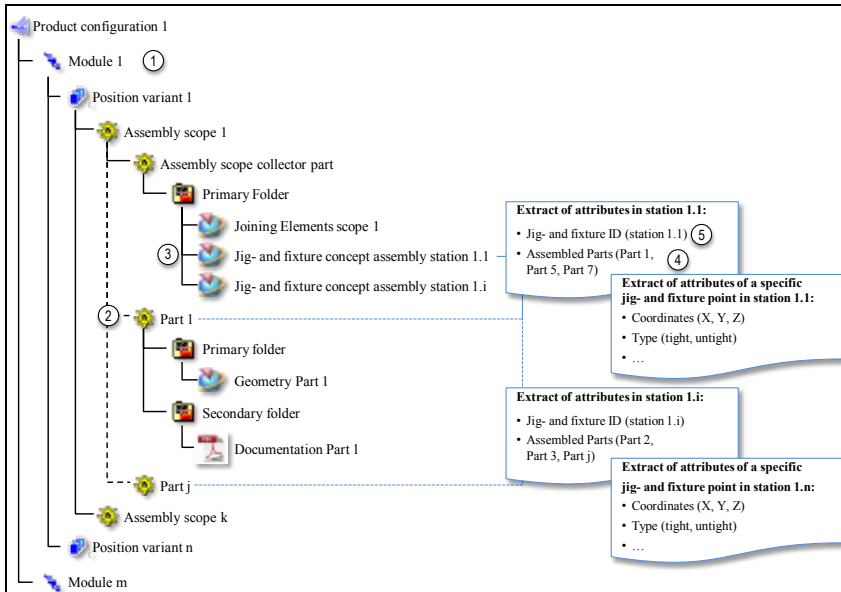 Product configuration 1
Module 1 ①
Position variant 1
Assembly scope 1
Assembly scope collector part
Primary Folder
Joining Elements scope 1
③ Jig- and fixture concept assembly station 1.1
Jig- and fixture concept assembly station 1.i
② Part 1
Primary folder
Geometry Part 1
Secondary folder
Documentation Part 1
Part j
Assembly scope k
Position variant n
Module m
Extract of attributes in station 1.1:
• Jig- and fixture ID (station 1.1) ⑤
• Assembled Parts (Part 1, ④
Part 5, Part 7)
Extract of attributes of a specific
jig- and fixture point in station 1.1:
• Coordinates (X, Y, Z)
• Type (tight, untight)
• …
Extract of attributes in station 1.i:
• Jig- and fixture ID (station 1.i)
• Assembled Parts (Part 2,
Part 3, Part j)
Extract of attributes of a specific
jig- and fixture point in station 1.n:
• Coordinates (X, Y, Z)
• Type (tight, untight)
• …